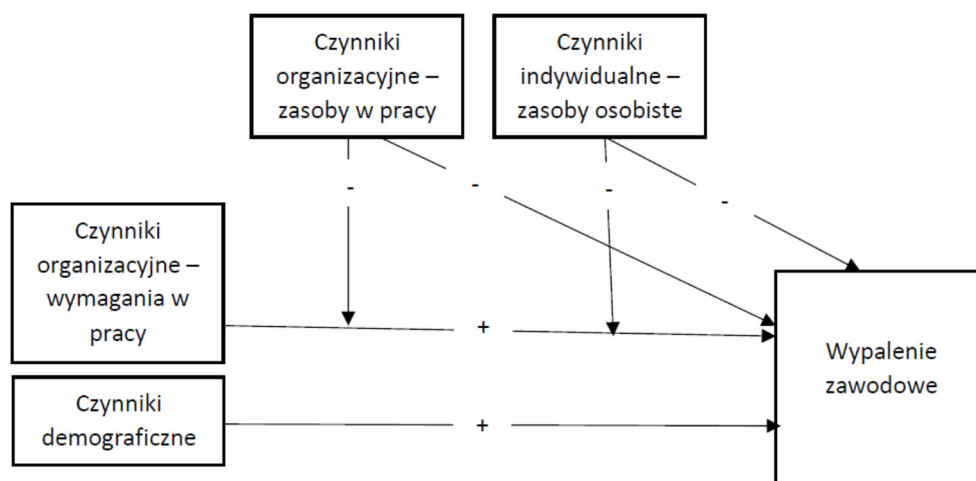 Czynniki
organizacyjne –
zasoby w pracy
Czynniki
indywidualne –
zasoby osobiste
-
-
-
-
Czynniki
organizacyjne –
wymagania w
pracy
+
Wypalenie
zawodowe
Czynniki
demograficzne
+